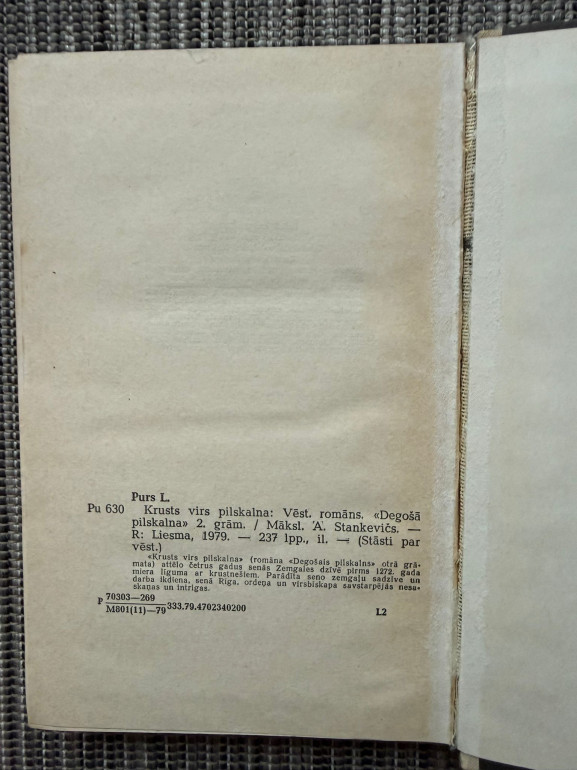 Purs L.
Pu 630 Krusts virs pilskalna: Vēst. romāns. «Degošā
pilskalna» 2. grām. / Māksl. A. Stankevičs. —
R: Liesma, 1979. — 237 lpp., il. — (Stāsti par
vēst.)
«Krusts virs pilskalna» (romāna «Degošais pilskalns» otrā grā-
mata) attēlo četrus gadus senās Zemgales dzīvē pirms 1272. gada
miera līguma ar krustnešiem. Parādīta seno zemgaļu sadzīve un
darba ikdiena, senā Rīga, ordeņa un virsbīskapa savstarpējās nesa-
skaņas un intrigas.
P 70303—269
M801(11)—79 333.79.4702340200 L2